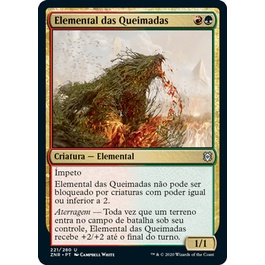 Elemental das Queimadas
Criatura — Elemental
Ímpeto
Elemental das Queimadas não pode ser
bloqueado por criaturas com poder igual
ou inferior a 2.
Aterragem — Toda vez que um terreno
entra no campo de batalha sob seu
controle, Elemental das Queimadas
recebe +2/+2 até o final do turno.
221/280 U
ZNR • PT CAMPBELL WHITE
1/1
™ & © 2020 Wizards of the Coast